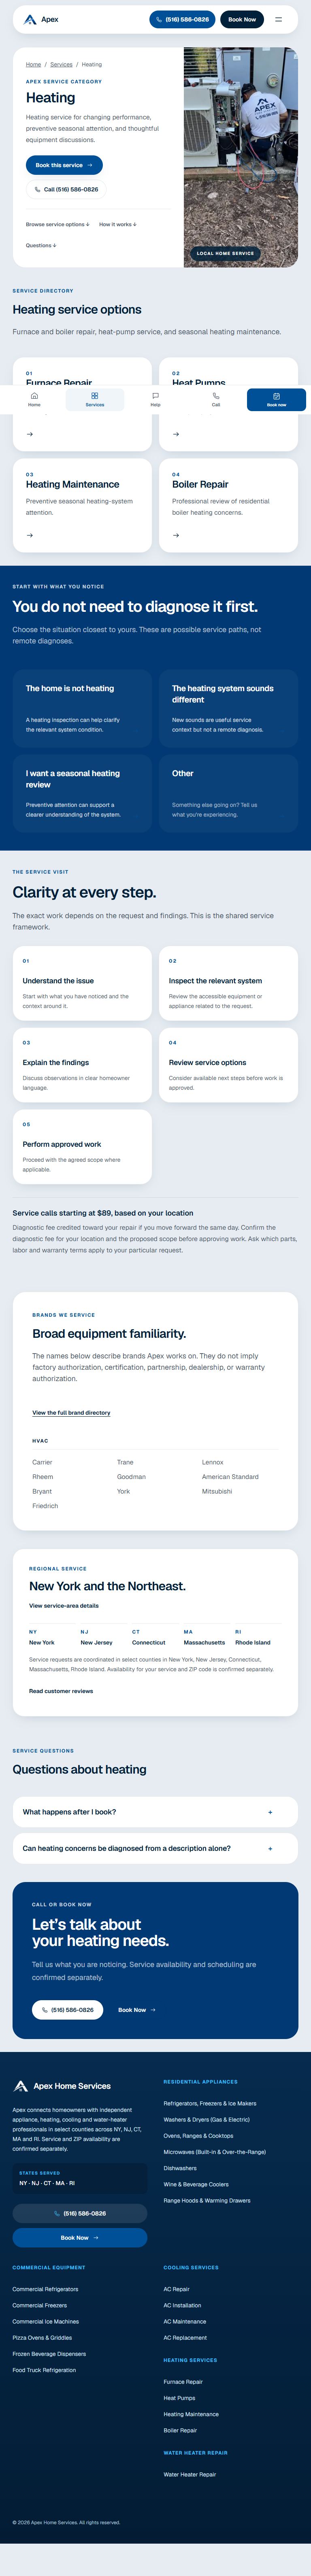 Apex
(516) 586-0826
Book Now
Home / Services / Heating
APEX SERVICE CATEGORY
Heating
Heating service for changing performance,
preventive seasonal attention, and thoughtful
equipment discussions.
Book this service →
Call (516) 586-0826
Browse service options ↓
How it works ↓
Questions ↓
APEX
LOCAL HOME SERVICE
SERVICE DIRECTORY
Heating service options
Furnace and boiler repair, heat-pump service, and seasonal heating maintenance.
01
Furnace Repair
→
02
Heat Pumps
→
Home
Services
Help
Call
Book now
03
Heating Maintenance
Preventive seasonal heating-system
attention.
→
04
Boiler Repair
Professional review of residential
boiler heating concerns.
→
START WITH WHAT YOU NOTICE
You do not need to diagnose it first.
Choose the situation closest to yours. These are possible service paths, not
remote diagnoses.
The home is not heating
A heating inspection can help clarify
the relevant system condition.
The heating system sounds
different
New sounds are useful service
context but not a remote diagnosis.
I want a seasonal heating
review
Preventive attention can support a
clearer understanding of the system.
Other
Something else going on? Tell us
what you're experiencing.
THE SERVICE VISIT
Clarity at every step.
The exact work depends on the request and findings. This is the shared service
framework.
01
Understand the issue
Start with what you have noticed and the
context around it.
02
Inspect the relevant system
Review the accessible equipment or
appliance related to the request.
03
Explain the findings
Discuss observations in clear homeowner
language.
04
Review service options
Consider available next steps before work is
approved.
05
Perform approved work
Proceed with the agreed scope where
applicable.
Service calls starting at $89, based on your location
Diagnostic fee credited toward your repair if you move forward the same day. Confirm the
diagnostic fee for your location and the proposed scope before approving work. Ask which parts,
labor and warranty terms apply to your particular request.
BRANDS WE SERVICE
Broad equipment familiarity.
The names below describe brands Apex works on. They do not imply
factory authorization, certification, partnership, dealership, or warranty
authorization.
View the full brand directory
HVAC
Carrier
Trane
Lennox
Rheem
Goodman
American Standard
Bryant
York
Mitsubishi
Friedrich
REGIONAL SERVICE
New York and the Northeast.
View service-area details
NY
New York
NJ
New Jersey
CT
Connecticut
MA
Massachusetts
RI
Rhode Island
Service requests are coordinated in select counties in New York, New Jersey, Connecticut,
Massachusetts, Rhode Island. Availability for your service and ZIP code is confirmed separately.
Read customer reviews
SERVICE QUESTIONS
Questions about heating
What happens after I book? +
Can heating concerns be diagnosed from a description alone? +
CALL OR BOOK NOW
Let's talk about
your heating needs.
Tell us what you are noticing. Service availability and scheduling are
confirmed separately.
(516) 586-0826
Book Now →
Apex Home Services
Apex connects homeowners with independent
appliance, heating, cooling and water-heater
professionals in select counties across NY, NJ, CT,
MA and RI. Service and ZIP availability are
confirmed separately.
STATES SERVED
NY · NJ · CT · MA · RI
(516) 586-0826
Book Now →
RESIDENTIAL APPLIANCES
Refrigerators, Freezers & Ice Makers
Washers & Dryers (Gas & Electric)
Ovens, Ranges & Cooktops
Microwaves (Built-in & Over-the-Range)
Dishwashers
Wine & Beverage Coolers
Range Hoods & Warming Drawers
COMMERCIAL EQUIPMENT
Commercial Refrigerators
Commercial Freezers
Commercial Ice Machines
Pizza Ovens & Griddles
Frozen Beverage Dispensers
Food Truck Refrigeration
COOLING SERVICES
AC Repair
AC Installation
AC Maintenance
AC Replacement
HEATING SERVICES
Furnace Repair
Heat Pumps
Heating Maintenance
Boiler Repair
WATER HEATER REPAIR
Water Heater Repair
© 2026 Apex Home Services. All rights reserved.